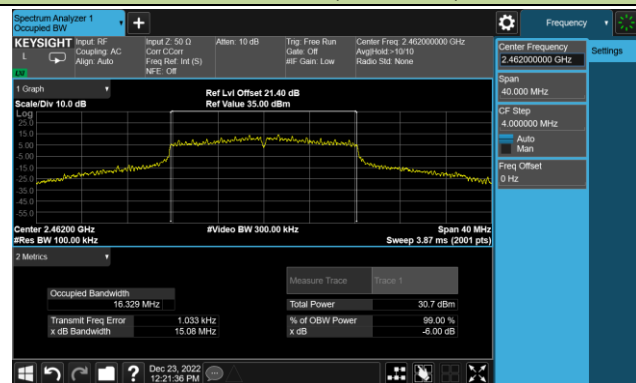 Spectrum Analyzer 1
Occupied BW
Frequency
KEYSIGHT
L
LW
Input: RF
Coupling: AC
Align: Auto
Input Z: 50 Ω
Corr CCorr
Freq Ref: Int (S)
NFE: Off
Atten: 10 dB
Trig: Free Run
Gate: Off
#IF Gain: Low
Center Freq: 2.462000000 GHz
Avg|Hold:>10/10
Radio Std: None
Center Frequency
2.462000000 GHz
Settings
Span
40.000 MHz
CF Step
4.000000 MHz
Auto
Man
Freq Offset
0 Hz
1 Graph
Scale/Div 10.0 dB
Ref Lvl Offset 21.40 dB
Ref Value 35.00 dBm
Log
25.0
15.0
5.00
-5.00
-15.0
-25.0
-35.0
-45.0
-55.0
Center 2.46200 GHz
#Res BW 100.00 kHz
#Video BW 300.00 kHz
Span 40 MHz
Sweep 3.87 ms (2001 pts)
2 Metrics
Measure Trace
Trace 1
Occupied Bandwidth
16.329 MHz
Total Power
30.7 dBm
Transmit Freq Error
1.033 kHz
% of OBW Power
99.00 %
x dB Bandwidth
15.08 MHz
x dB
-6.00 dB
Dec 23, 2022
12:21:36 PM